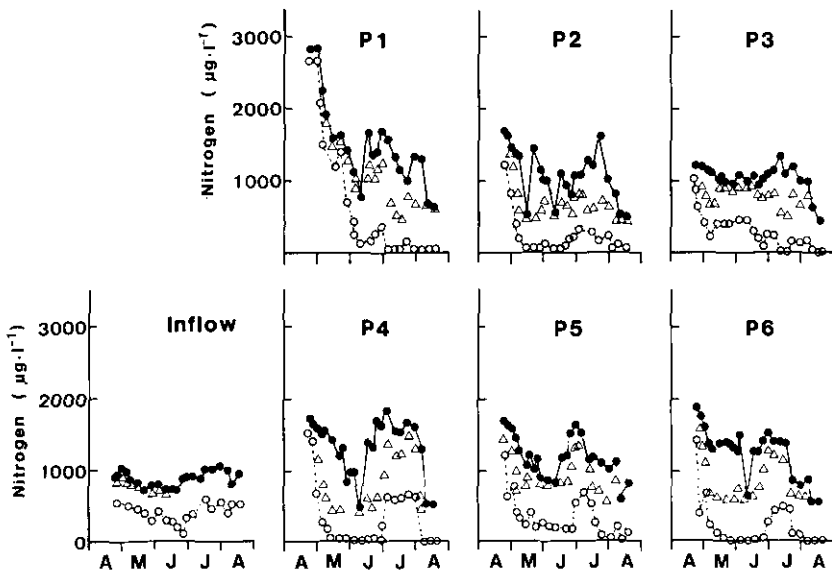 P1 P2 P3
Nitrogen ( µg·l⁻¹)
3000
2000
1000
Inflow P4 P5 P6
Nitrogen ( µg·l⁻¹)
3000
2000
1000
0
A M J J A A M J J A A M J J A A M J J A